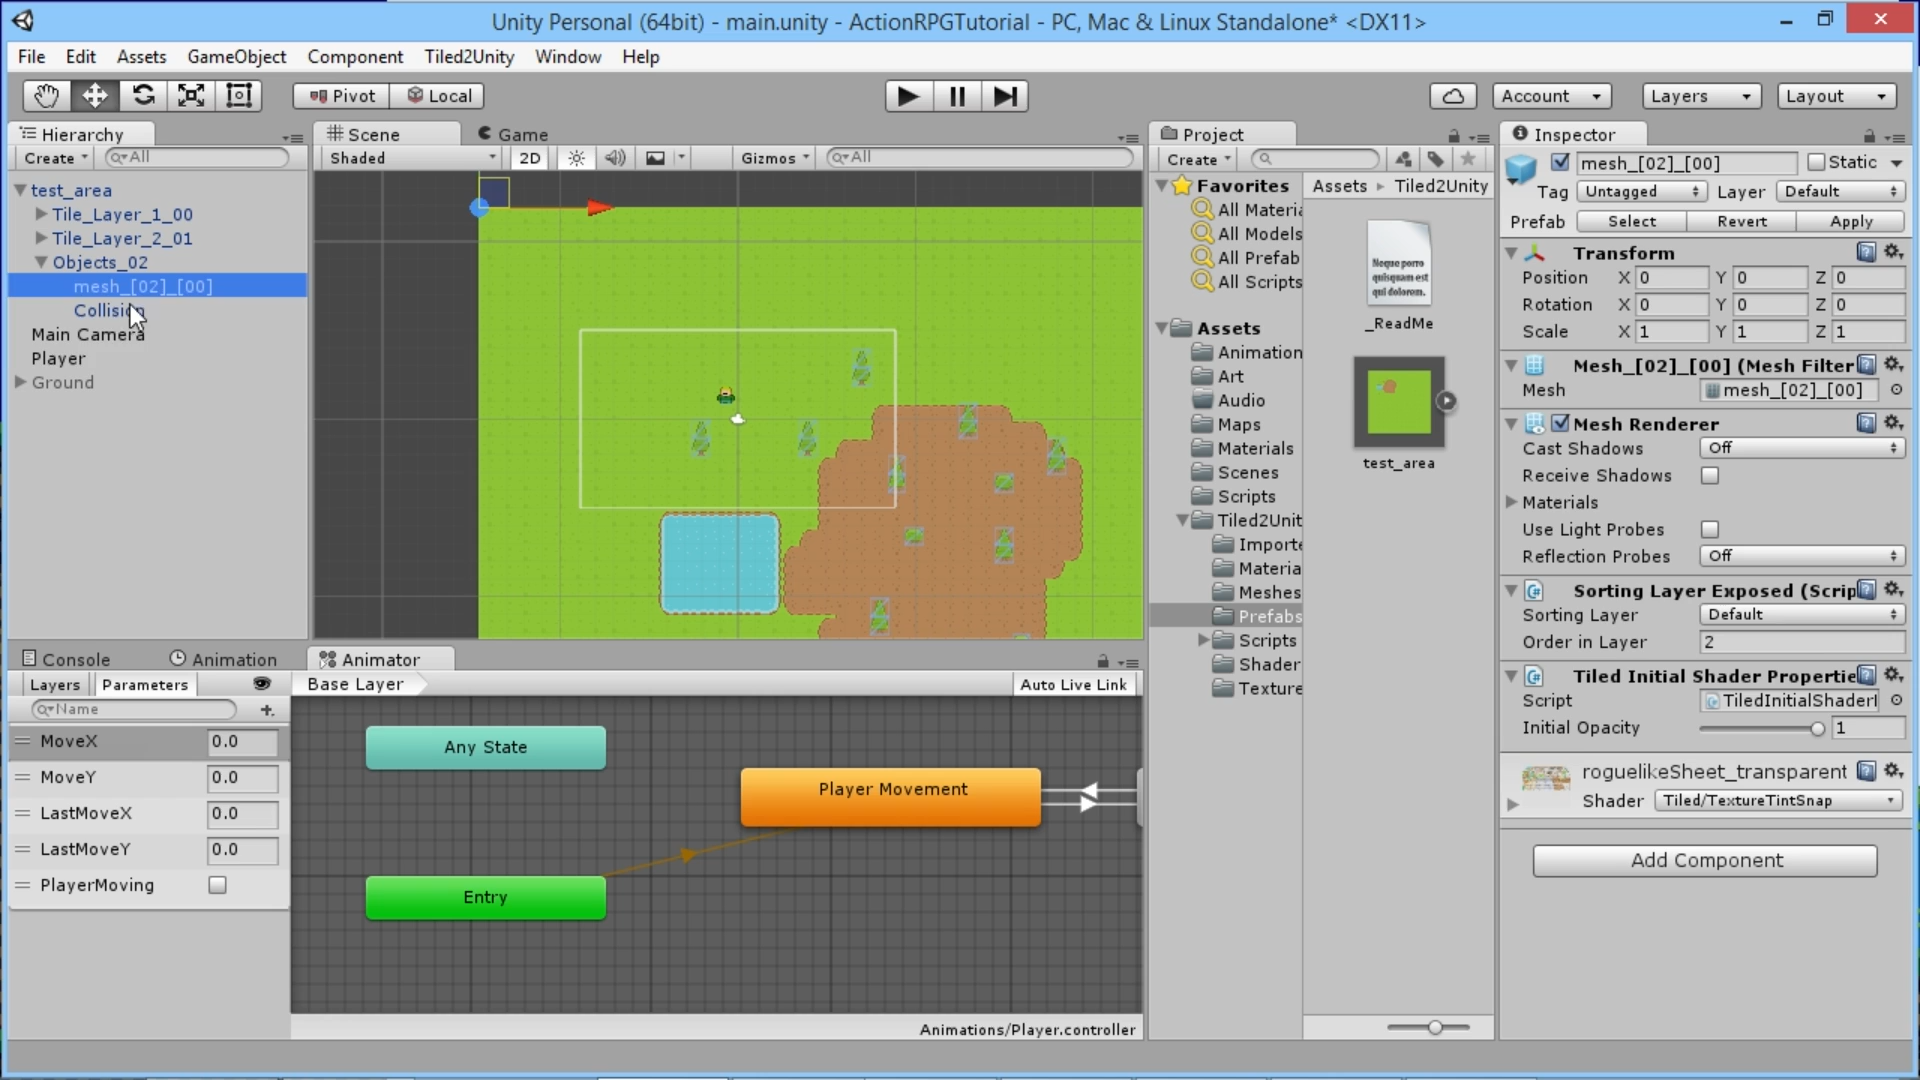 Unity Personal (64bit) - main.unity - ActionRPGTutorial - PC, Mac & Linux Standalone* <DX11>
File Edit Assets GameObject Component Tiled2Unity Window Help
Pivot Local Account Layers Layout
Hierarchy
Create All
test_area
Tile_Layer_1_00
Tile_Layer_2_01
Objects_02
mesh_[02]_[00]
Collision
Main Camera
Player
Ground
Scene Game
Shaded 2D Gizmos All
Project
Create
Favorites
All Materia
All Models
All Prefab
All Scripts
Assets
Animation
Art
Audio
Maps
Materials
Scenes
Scripts
Tiled2Unit
Importe
Materia
Meshes
Prefabs
Scripts
Shader
Texture
Assets Tiled2Unity
Neque porro
quisquam est
qui dolorem.
_ReadMe
test_area
Inspector
mesh_[02]_[00] Static
Tag Untagged Layer Default
Prefab Select Revert Apply
Transform
Position X 0 Y 0 Z 0
Rotation X 0 Y 0 Z 0
Scale X 1 Y 1 Z 1
Mesh_[02]_[00] (Mesh Filter
Mesh mesh_[02]_[00]
Mesh Renderer
Cast Shadows Off
Receive Shadows
Materials
Use Light Probes
Reflection Probes Off
Sorting Layer Exposed (Scrip
Sorting Layer Default
Order in Layer 2
Tiled Initial Shader Propertie
Script TiledInitialShader
Initial Opacity 1
roguelikeSheet_transparent
Shader Tiled/TextureTintSnap
Add Component
Console Animation Animator
Layers Parameters
Name
MoveX 0.0
MoveY 0.0
LastMoveX 0.0
LastMoveY 0.0
PlayerMoving
Base Layer Auto Live Link
Any State
Player Movement
Entry
Animations/Player.controller